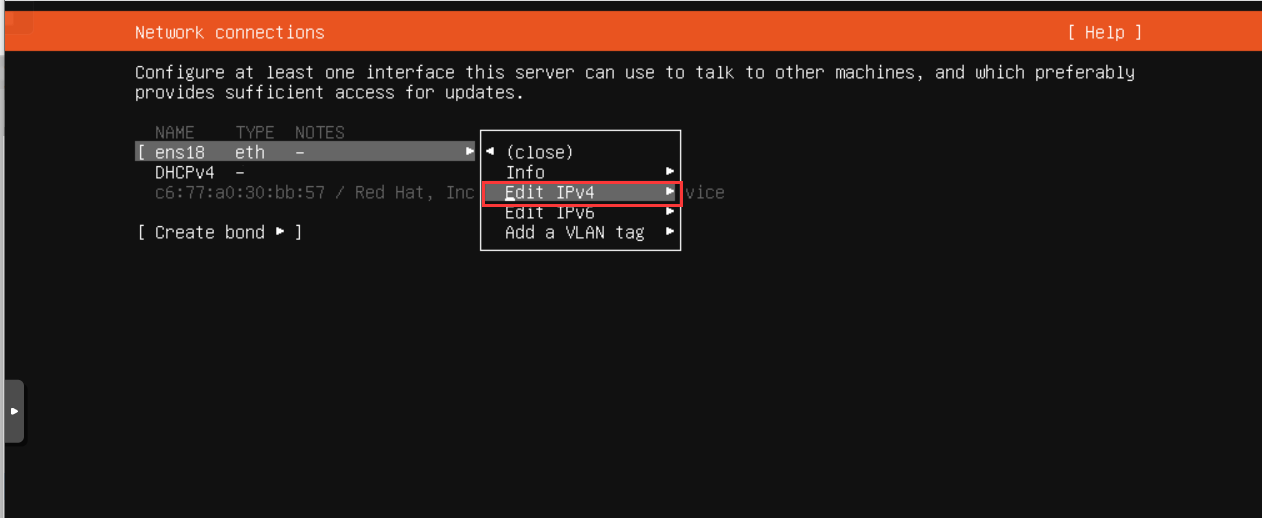 Network connections [ Help ]
Configure at least one interface this server can use to talk to other machines, and which preferably
provides sufficient access for updates.
NAME TYPE NOTES
[ ens18 eth - ▸ ◂ (close)
DHCPv4 - Info ▸
c6:77:a0:30:bb:57 / Red Hat, Inc Edit IPv4 ▸ vice
Edit IPv6 ▸
[ Create bond ▸ ] Add a VLAN tag ▸